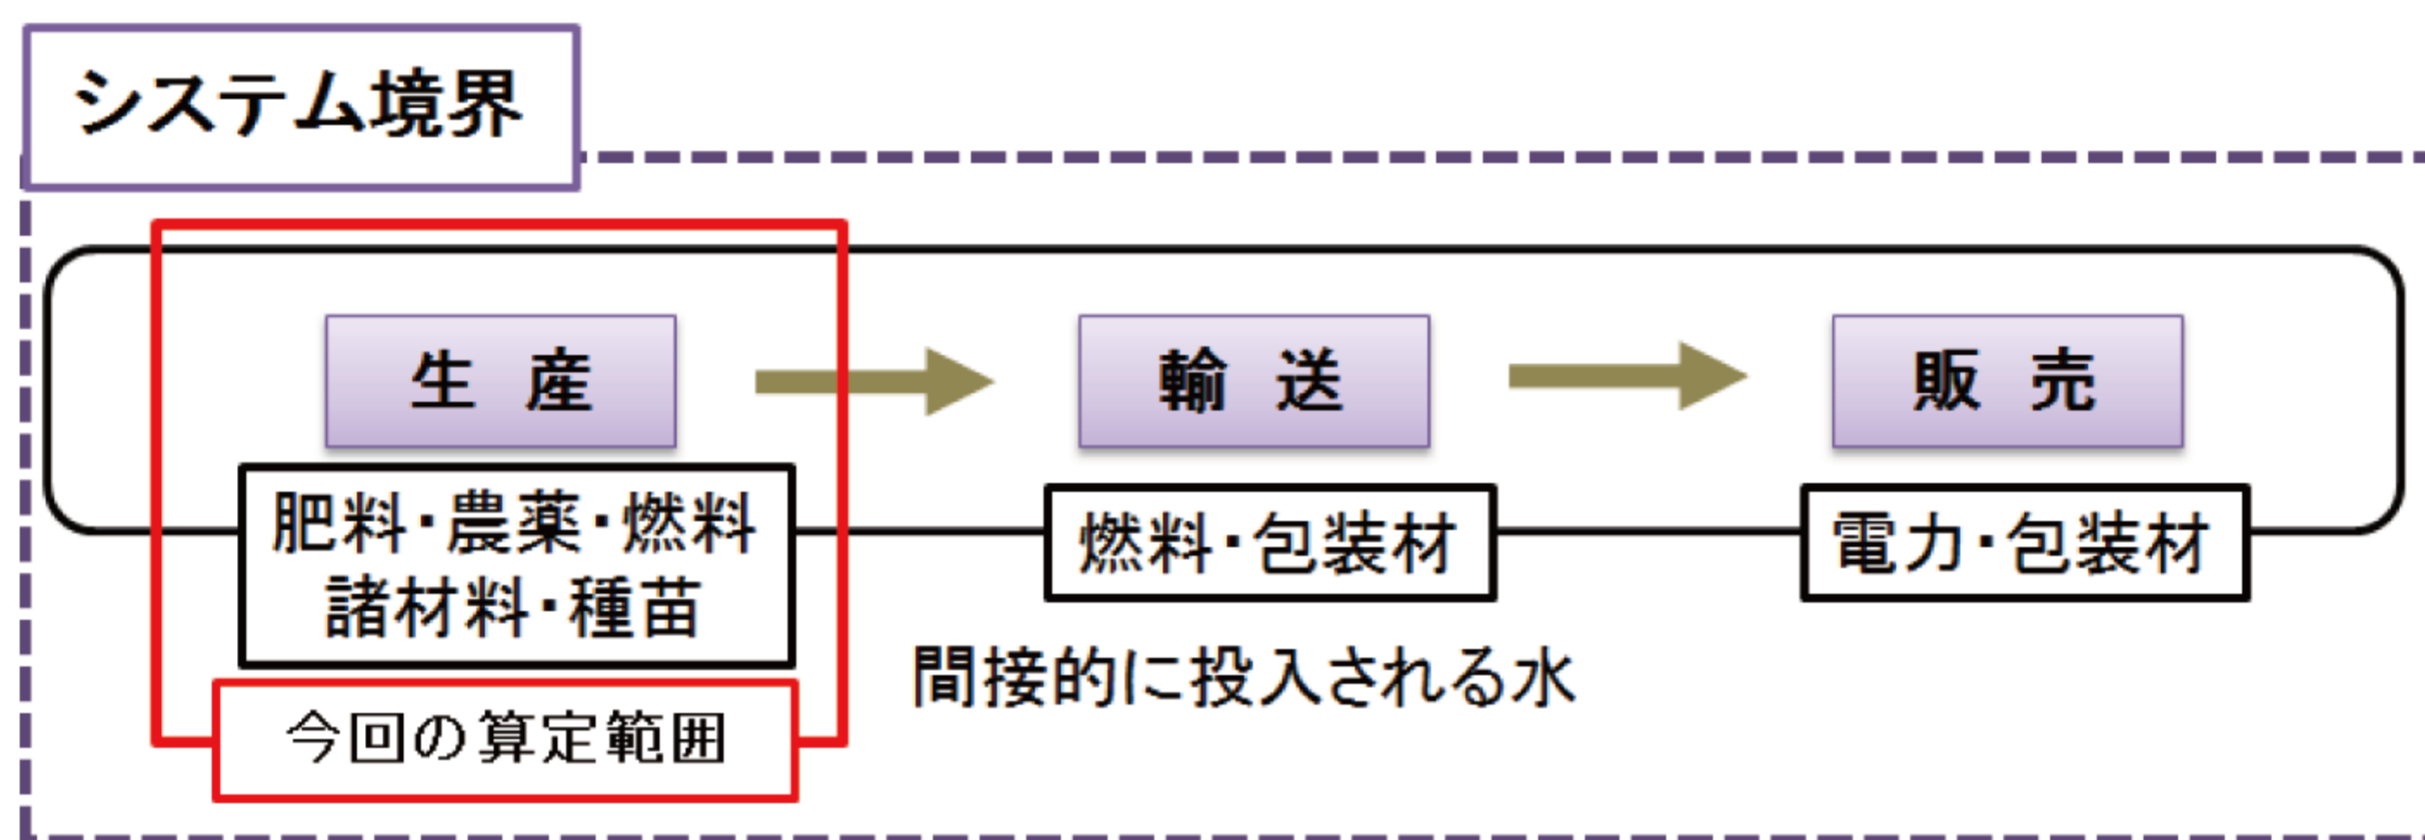 システム境界
生 産
輸 送
販 売
肥料・農薬・燃料
諸材料・種苗
燃料・包装材
電力・包装材
間接的に投入される水
今回の算定範囲